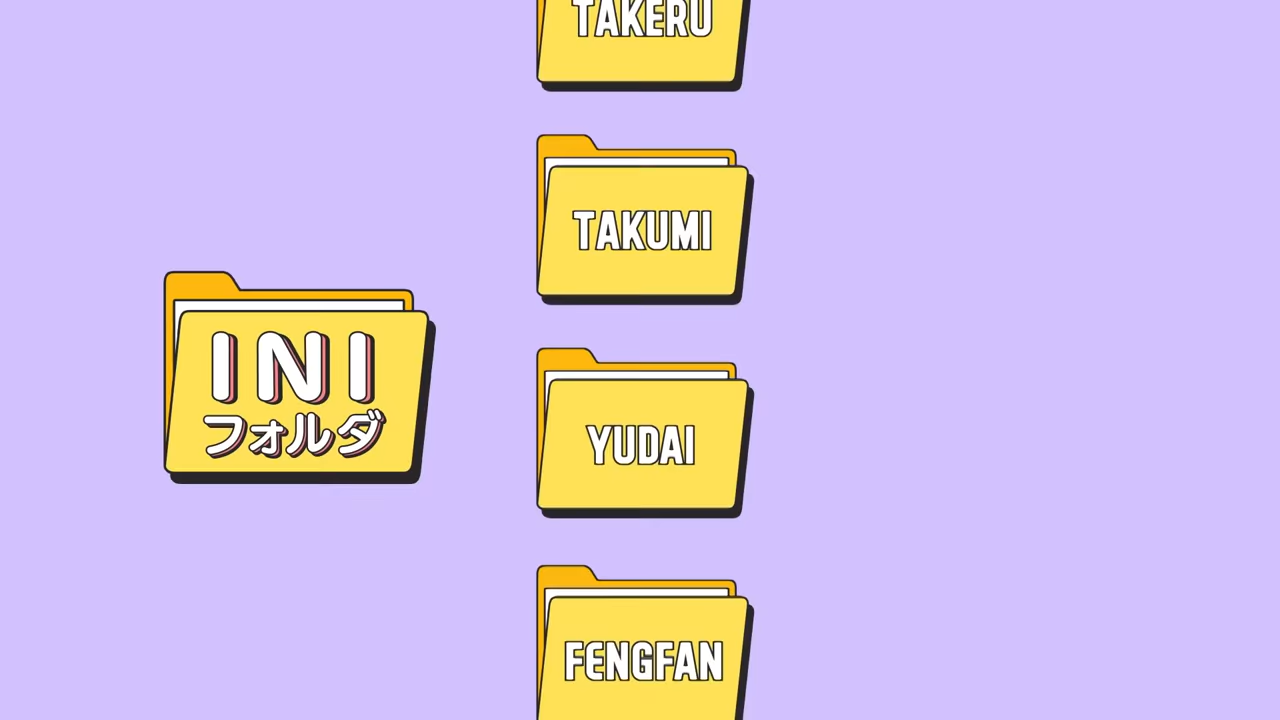 INI
フォルダ
TAKERU
TAKUMI
YUDAI
FENGFAN